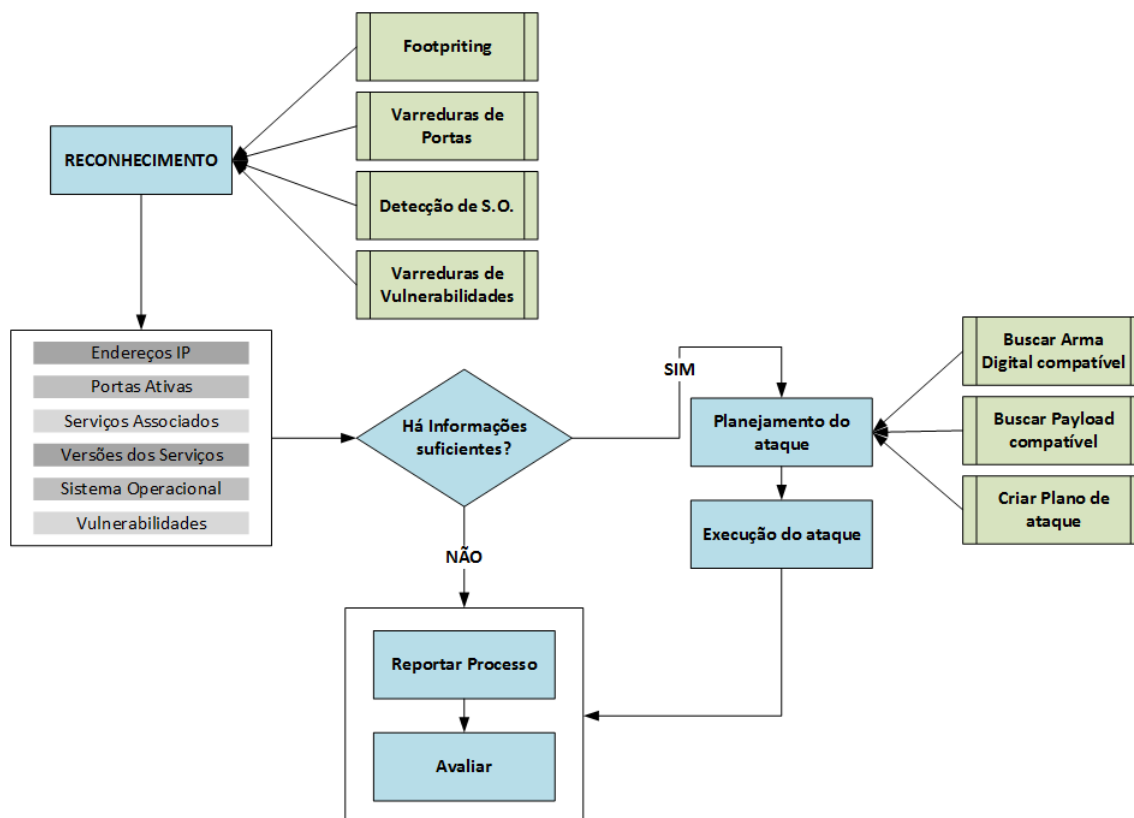 Footpriting
Varreduras de
Portas
RECONHECIMENTO
Detecção de S.O.
Varreduras de
Vulnerabilidades
Endereços IP
Portas Ativas
Serviços Associados
Versões dos Serviços
Sistema Operacional
Vulnerabilidades
Há Informações
suficientes?
SIM
NÃO
Planejamento do
ataque
Buscar Arma
Digital compatível
Buscar Payload
compatível
Criar Plano de
ataque
Execução do ataque
Reportar Processo
Avaliar